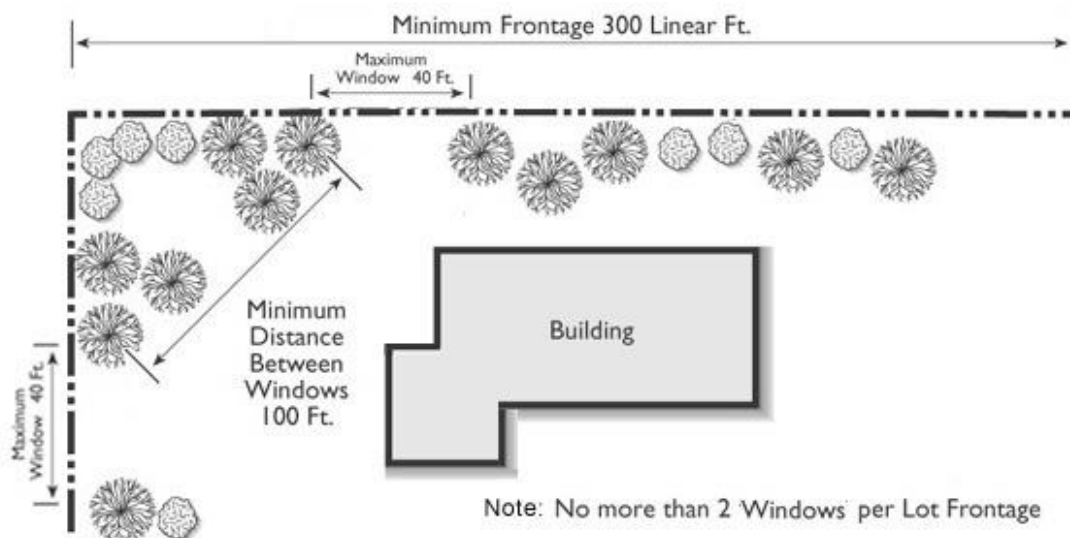 Minimum Frontage 300 Linear Ft.
Maximum
Window 40 Ft.
Minimum
Distance
Between
Windows
100 Ft.
Building
Maximum
Window 40 Ft.
Note: No more than 2 'Windows' per Lot Frontage